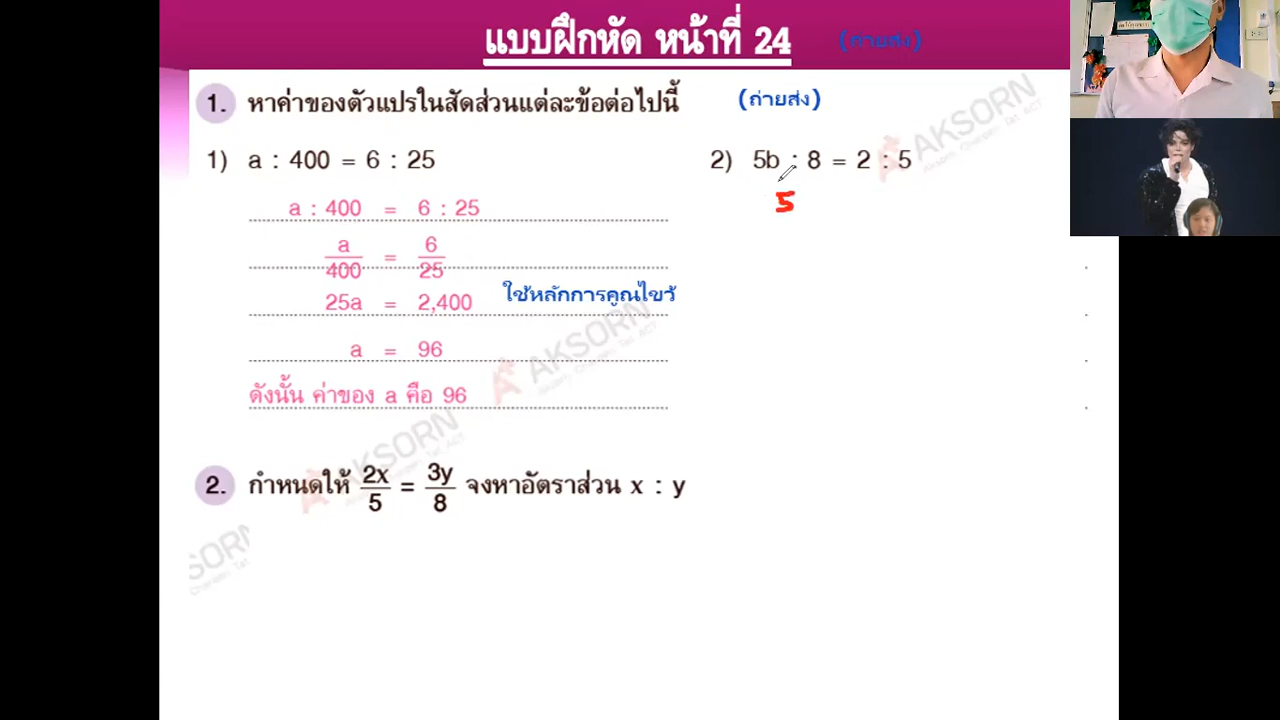 แบบฝึกหัด หน้าที่ 24 (ถ่ายส่ง)
1. หาค่าของตัวแปรในสัดส่วนแต่ละข้อต่อไปนี้ (ถ่ายส่ง)
1) a : 400 = 6 : 25
a : 400 = 6 : 25
a/400 = 6/25
25a = 2,400 ใช้หลักการคูณไขว้
a = 96
ดังนั้น ค่าของ a คือ 96
2) 5b : 8 = 2 : 5
5
2. กำหนดให้ 2x/5 = 3y/8 จงหาอัตราส่วน x : y
AKSORN
AKSORN
AKSORN
SORN